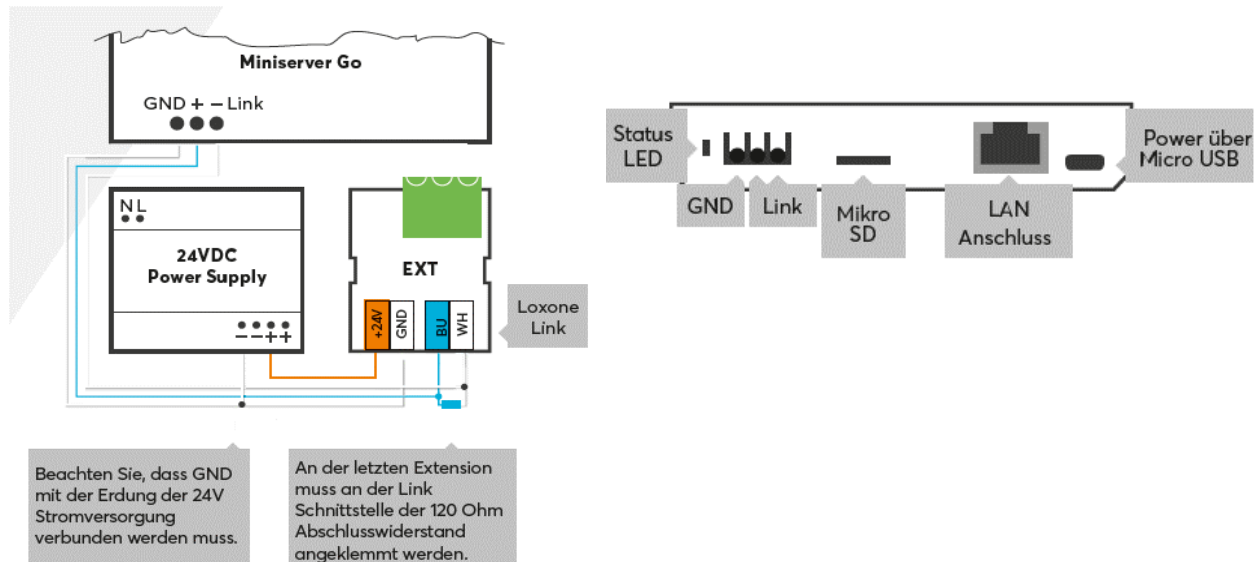 Miniserver Go
GND + – Link
N L
24VDC
Power Supply
– – + +
EXT
+24V
GND
BU
WH
Loxone
Link
Beachten Sie, dass GND
mit der Erdung der 24V
Stromversorgung
verbunden werden muss.
An der letzten Extension
muss an der Link
Schnittstelle der 120 Ohm
Abschlusswiderstand
angeklemmt werden.
Status
LED
GND
Link
Mikro
SD
LAN
Anschluss
Power über
Micro USB